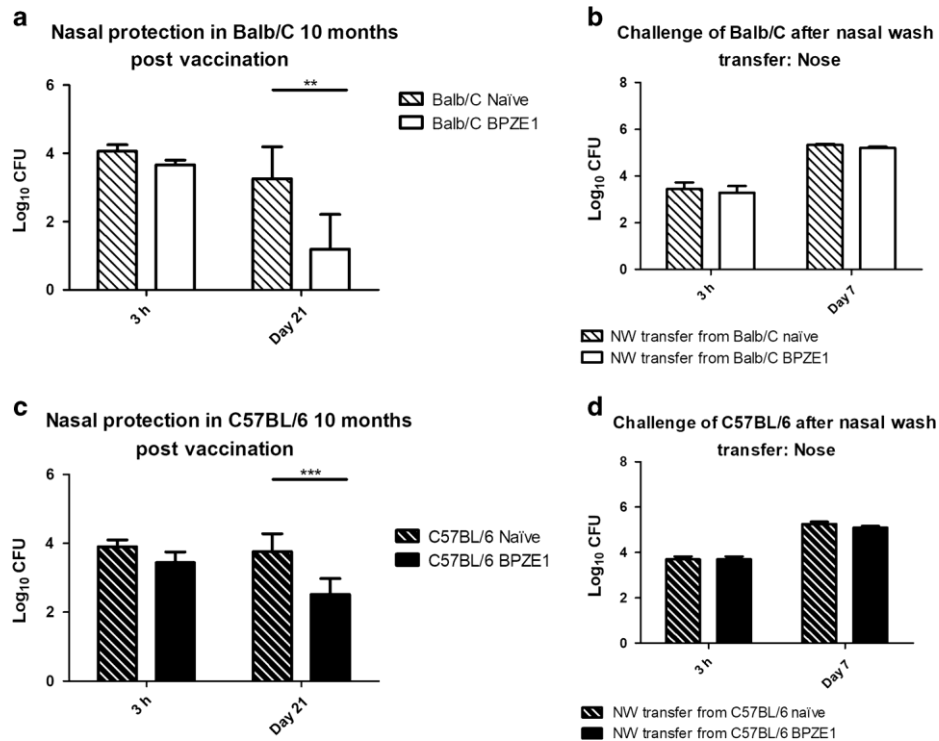 a
Nasal protection in Balb/C 10 months
post vaccination
6
4
2
0
Log10 CFU
**
3 h
Day 21
Balb/C Naïve
Balb/C BPZE1
b
Challenge of Balb/C after nasal wash
transfer: Nose
8
6
4
2
0
Log10 CFU
3 h
Day 7
NW transfer from Balb/C naïve
NW transfer from Balb/C BPZE1
c
Nasal protection in C57BL/6 10 months
post vaccination
6
4
2
0
Log10 CFU
***
3 h
Day 21
C57BL/6 Naïve
C57BL/6 BPZE1
d
Challenge of C57BL/6 after nasal wash
transfer: Nose
8
6
4
2
0
Log10 CFU
3 h
Day 7
NW transfer from C57BL/6 naïve
NW transfer from C57BL/6 BPZE1